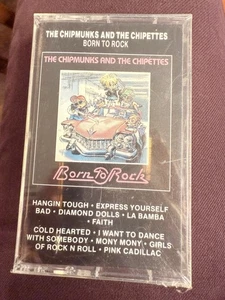 THE CHIPMUNKS AND THE CHIPETTES
BORN TO ROCK
THE CHIPMUNKS AND THE CHIPETTES
Born To Rock
HANGIN TOUGH • EXPRESS YOURSELF
BAD • DIAMOND DOLLS • LA BAMBA
• FAITH
COLD HEARTED • I WANT TO DANCE
WITH SOMEBODY • MONY MONY • GIRLS
OF ROCK N ROLL • PINK CADILLAC